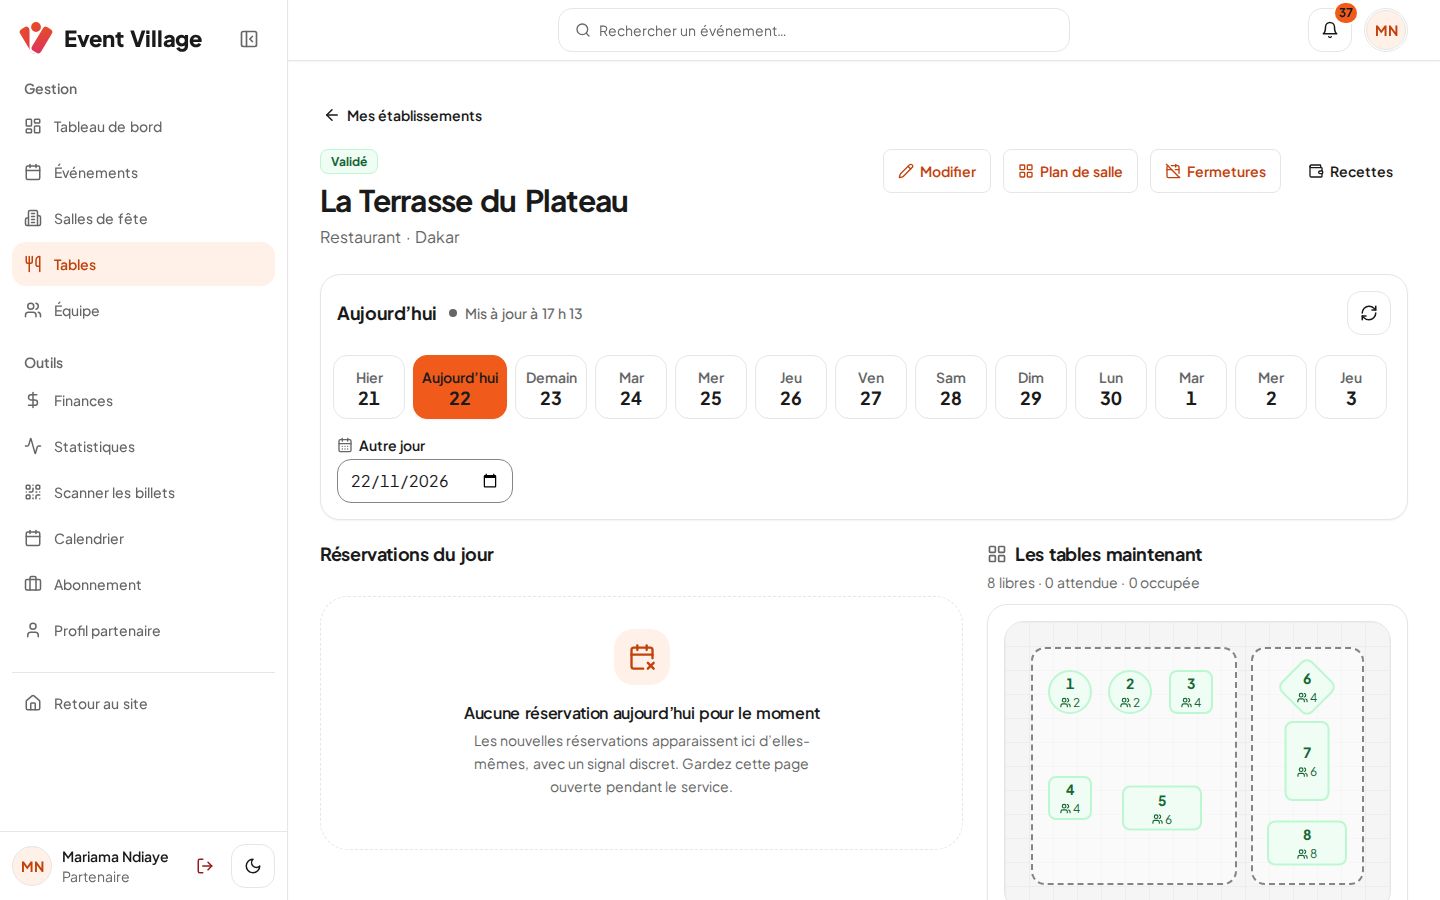 Event Village
Rechercher un événement…
37
MN
Gestion
Tableau de bord
Événements
Salles de fête
Tables
Équipe
Outils
Finances
Statistiques
Scanner les billets
Calendrier
Abonnement
Profil partenaire
Retour au site
MN
Mariama Ndiaye
Partenaire
Mes établissements
Validé
La Terrasse du Plateau
Restaurant · Dakar
Modifier
Plan de salle
Fermetures
Recettes
Aujourd’hui
Mis à jour à 17 h 13
Hier 21
Aujourd’hui 22
Demain 23
Mar 24
Mer 25
Jeu 26
Ven 27
Sam 28
Dim 29
Lun 30
Mar 1
Mer 2
Jeu 3
Autre jour
22/11/2026
Réservations du jour
Aucune réservation aujourd’hui pour le moment
Les nouvelles réservations apparaissent ici d’elles-
mêmes, avec un signal discret. Gardez cette page
ouverte pendant le service.
Les tables maintenant
8 libres · 0 attendue · 0 occupée
1
2
2
2
3
4
4
4
5
6
6
4
7
6
8
8